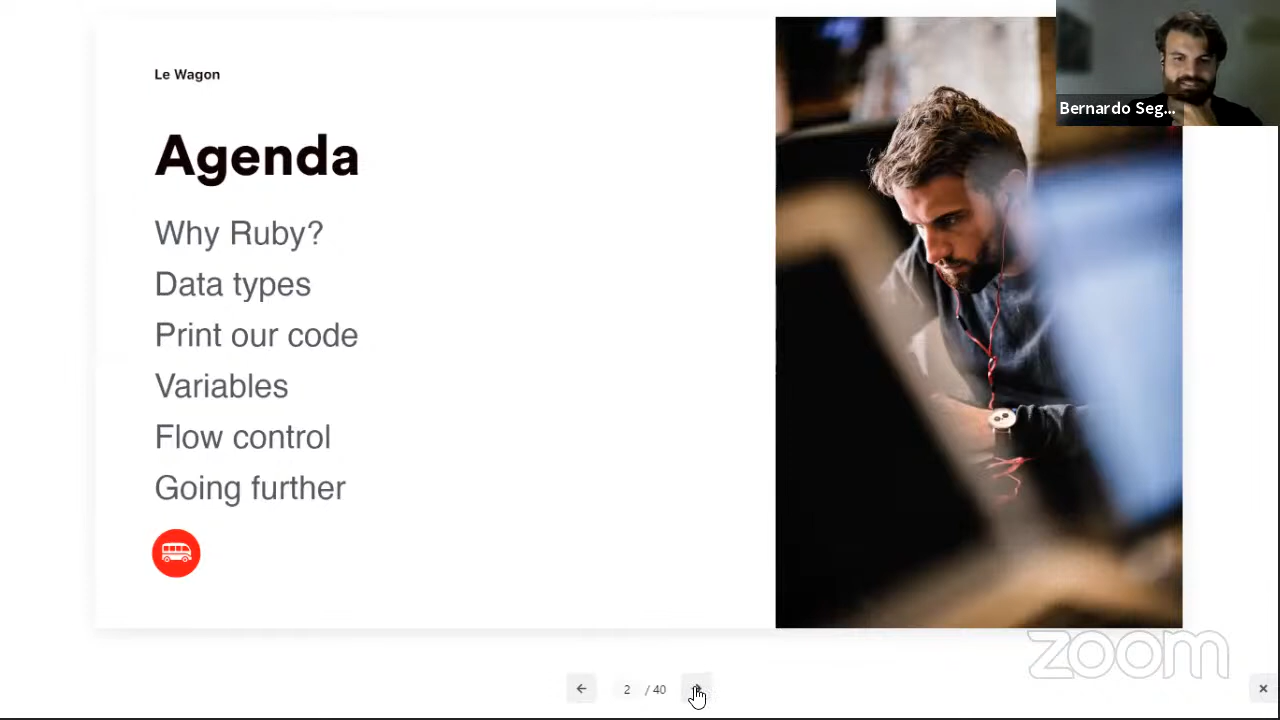 Le Wagon
Bernardo Seg...
Agenda
Why Ruby?
Data types
Print our code
Variables
Flow control
Going further
zoom
2 / 40